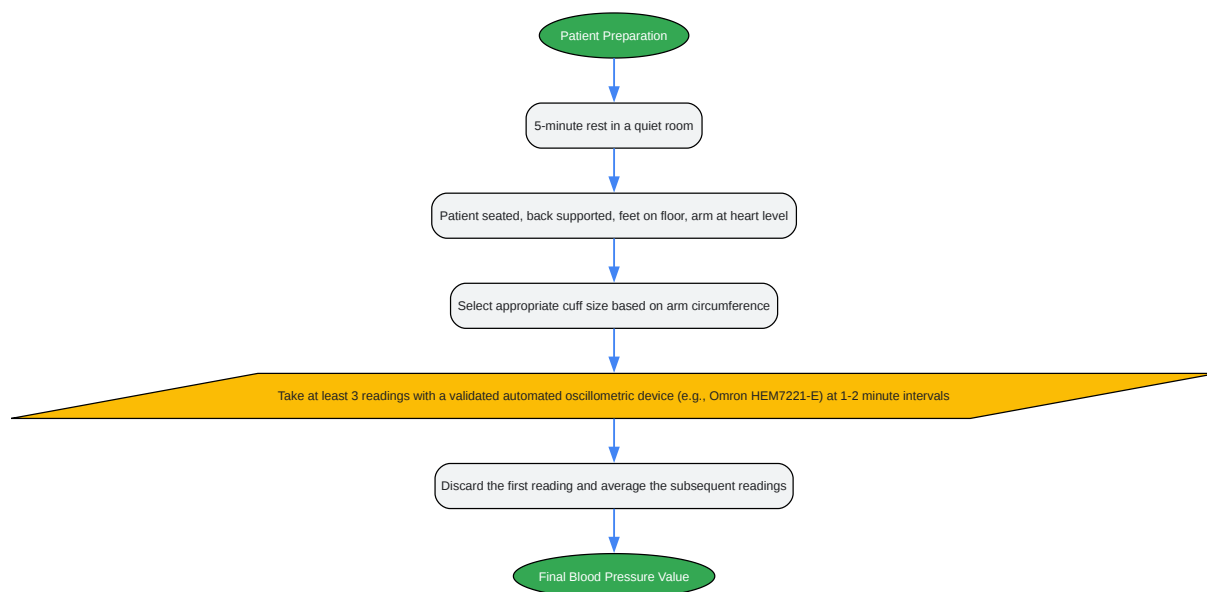 Patient Preparation
5-minute rest in a quiet room
Patient seated, back supported, feet on floor, arm at heart level
Select appropriate cuff size based on arm circumference
Take at least 3 readings with a validated automated oscillometric device (e.g., Omron HEM7221-E) at 1-2 minute intervals
Discard the first reading and average the subsequent readings
Final Blood Pressure Value